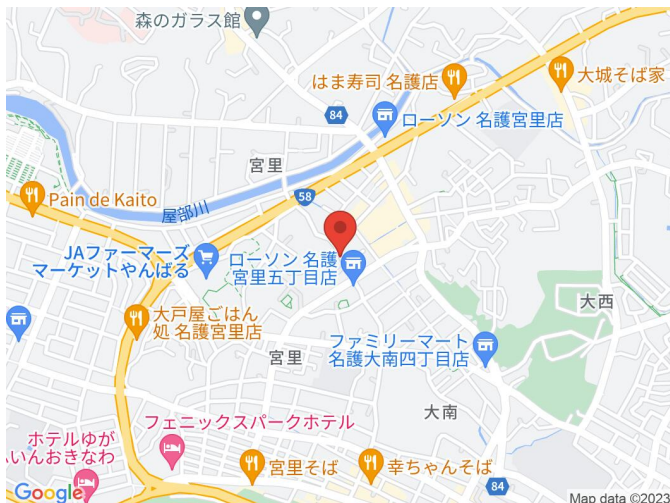 森のガラス館
はま寿司 名護店
大城そば家
84
ローソン 名護宮里店
宮里
58
Pain de Kaito
屋部川
JAファーマーズ
マーケットやんばる
ローソン 名護
宮里五丁目店
大西
大戸屋ごはん
処 名護宮里店
宮里
ファミリーマート
名護大南四丁目店
大南
フェニックスパークホテル
ホテルゆが
ふいんおきなわ
宮里そば
幸ちゃんそば
84
Google
Map data ©2023